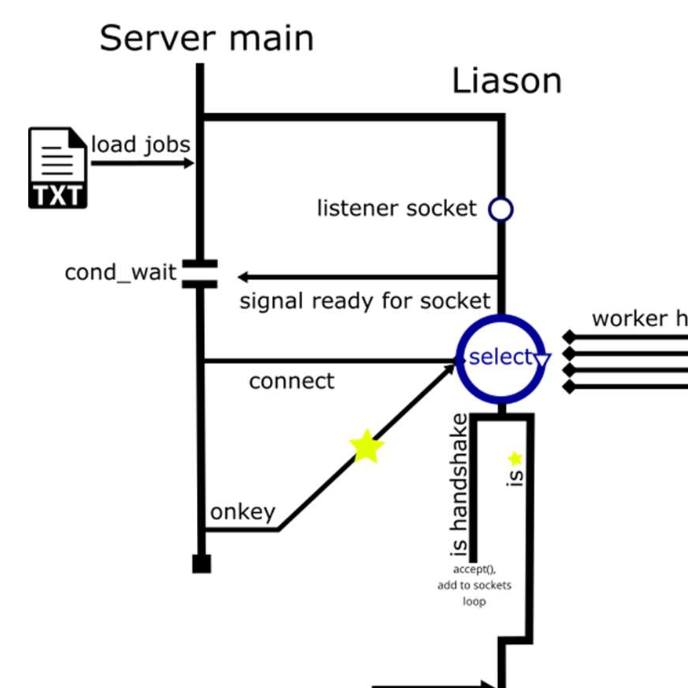 Server main
Liason
load jobs
TXT
listener socket
cond_wait
signal ready for socket
worker h
select
connect
is handshake
is
onkey
accept(),
add to sockets
loop